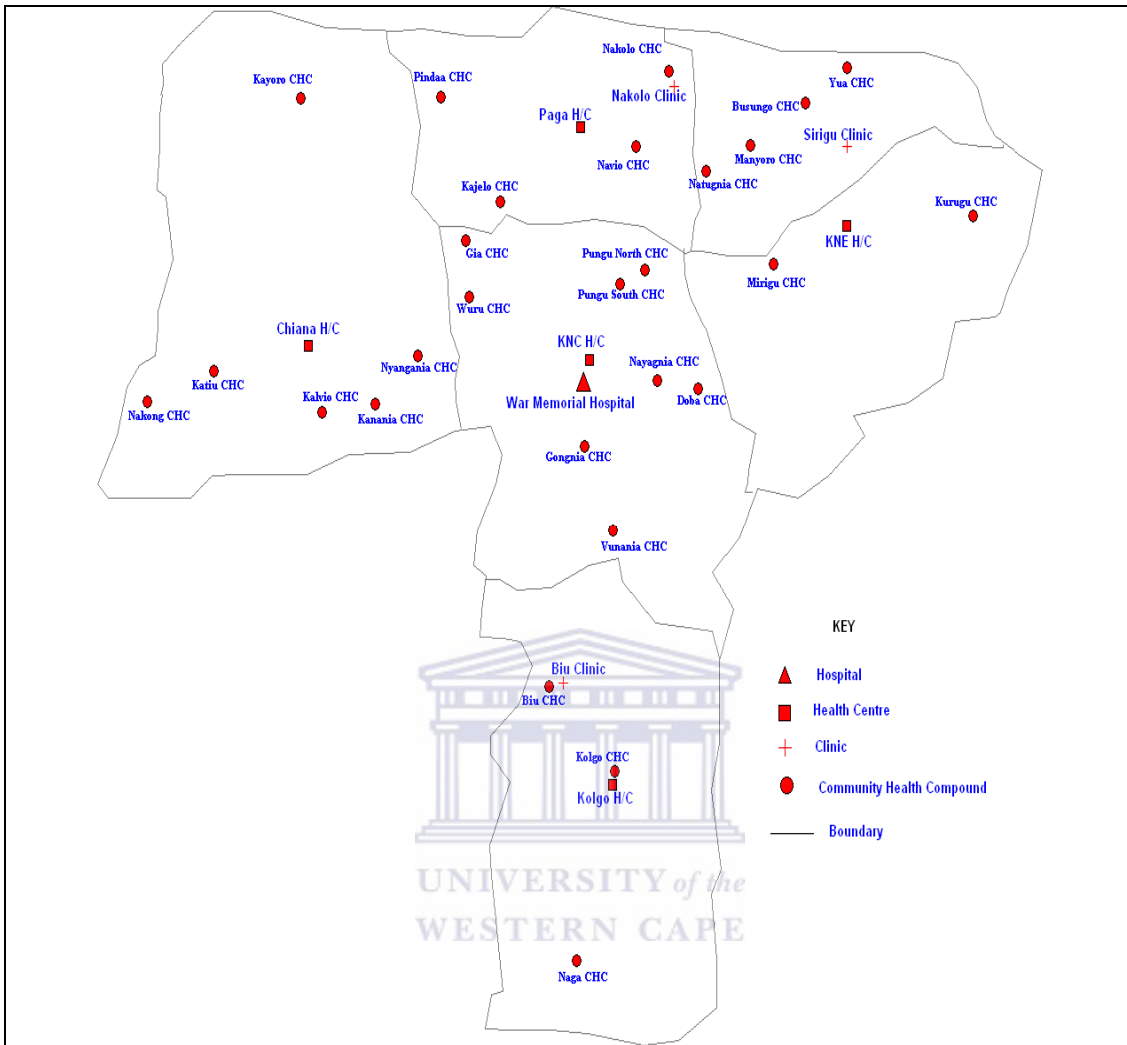 Nakolo CHC
Kayoro CHC
Pindaa CHC
Yua CHC
Nakolo Clinic
Busungo CHC
Paga H/C
Sirigu Clinic
Navio CHC
Manyoro CHC
Natugnia CHC
Kajelo CHC
Kurugu CHC
KNE H/C
Gia CHC
Pungu North CHC
Mirigu CHC
Pungu South CHC
Wuru CHC
Chiana H/C
KNC H/C
Nyangania CHC
Nayagnia CHC
Katiu CHC
War Memorial Hospital
Doba CHC
Nakong CHC
Kalvio CHC
Kanania CHC
Gongnia CHC
Vunania CHC
KEY
Hospital
Health Centre
Clinic
Community Health Compound
Boundary
Biu Clinic
Biu CHC
Kolgo CHC
Kolgo H/C
UNIVERSITY of the
WESTERN CAPE
Naga CHC